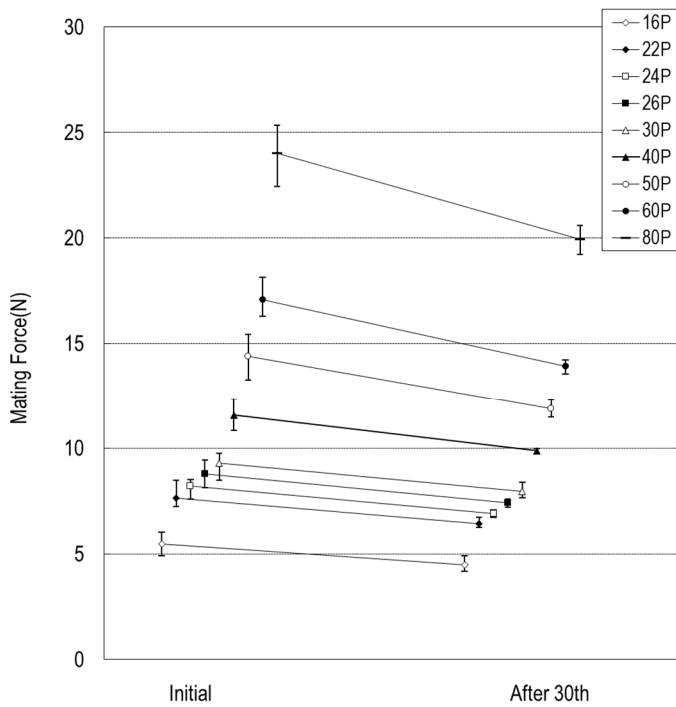 30
25
20
15
10
5
0
Mating Force(N)
Initial
After 30th
16P
22P
24P
26P
30P
40P
50P
60P
80P